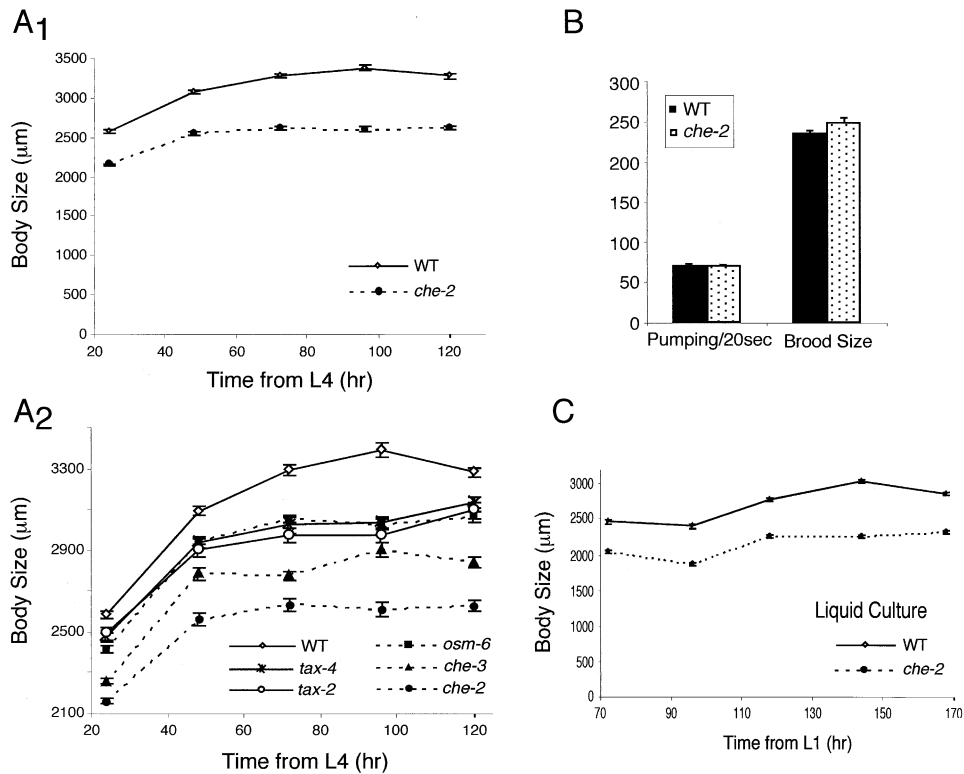 A1
3500
3000
2500
2000
1500
1000
500
0
20 40 60 80 100 120
Body Size (µm)
Time from L4 (hr)
WT
che-2
B
300
250
200
150
100
50
0
WT
che-2
Pumping/20sec Brood Size
A2
3300
2900
2500
2100
20 40 60 80 100 120
Body Size (µm)
Time from L4 (hr)
WT
tax-4
tax-2
osm-6
che-3
che-2
C
3000
2500
2000
1500
1000
500
0
70 90 110 130 150 170
Body Size (µm)
Time from L1 (hr)
Liquid Culture
WT
che-2